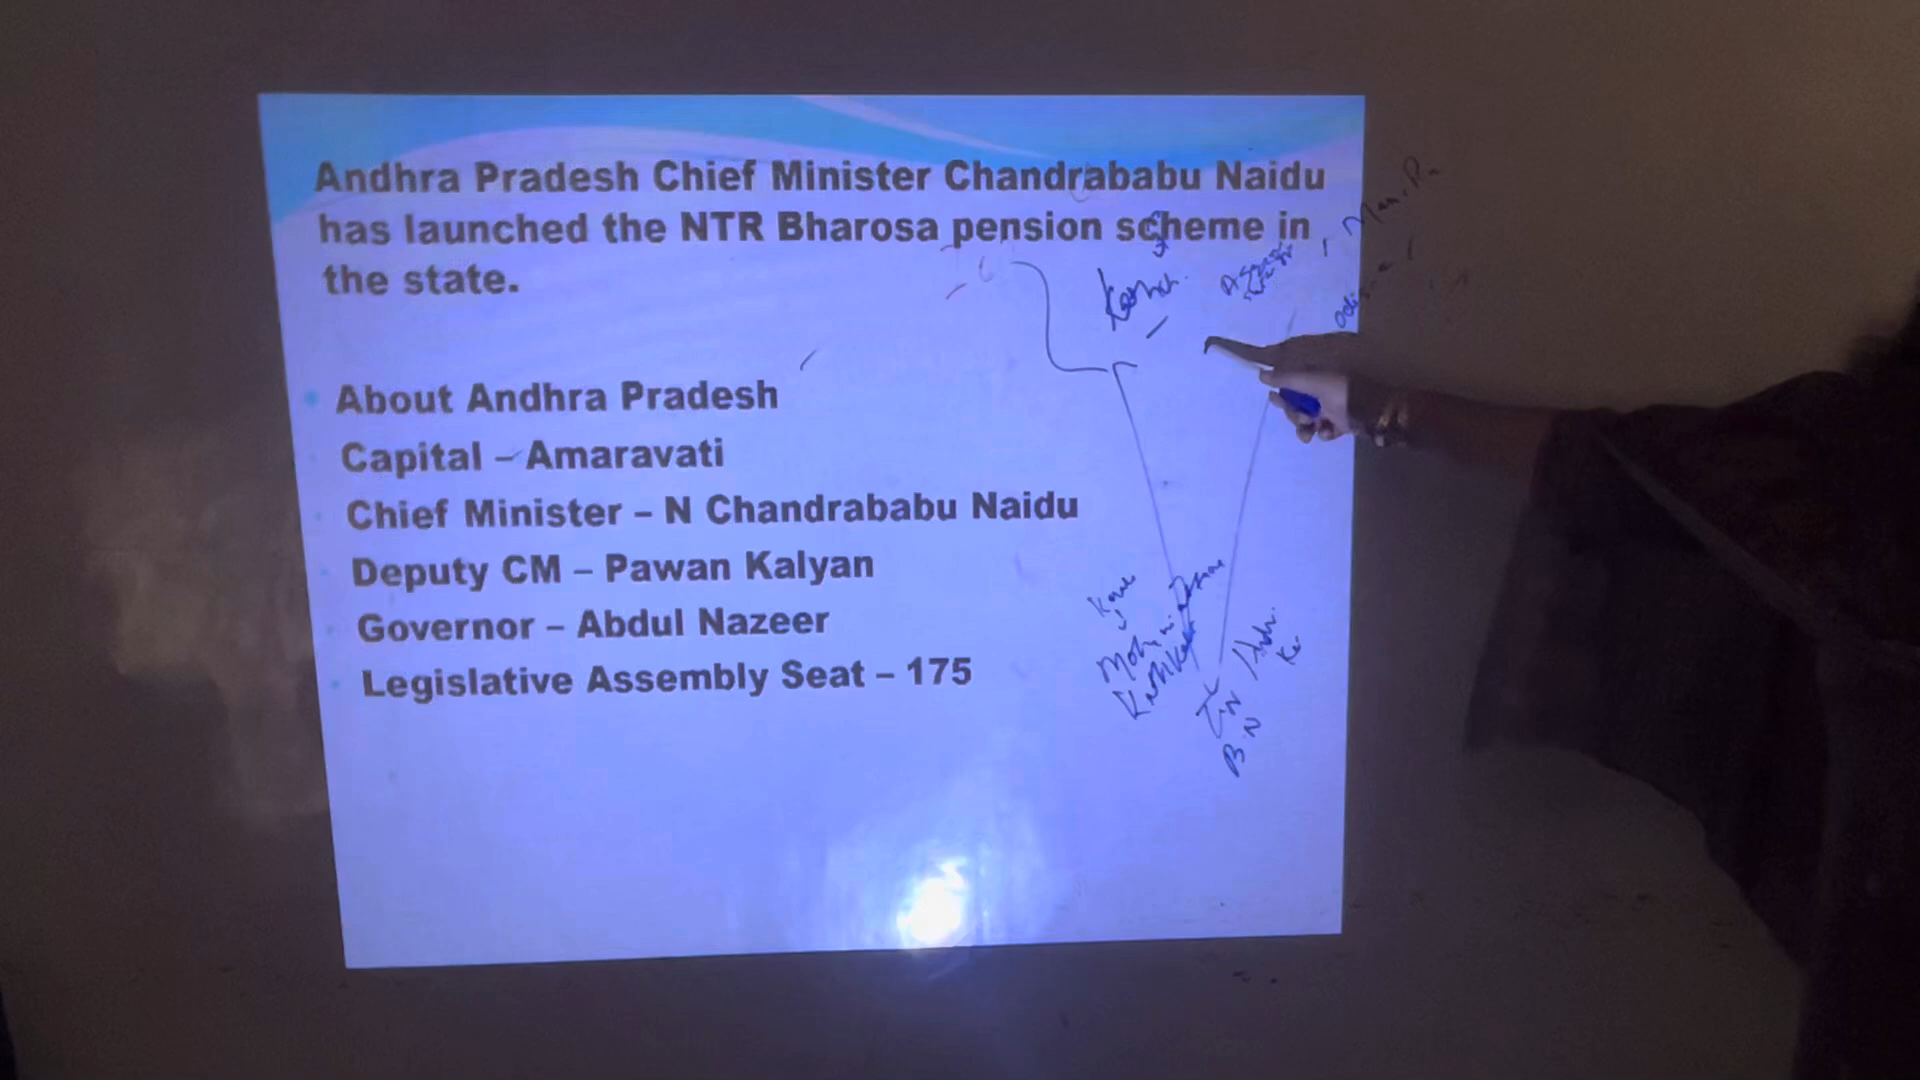 Andhra Pradesh Chief Minister Chandrababu Naidu
has launched the NTR Bharosa pension scheme in
the state.
About Andhra Pradesh
Capital – Amaravati
Chief Minister – N Chandrababu Naidu
Deputy CM – Pawan Kalyan
Governor – Abdul Nazeer
Legislative Assembly Seat – 175